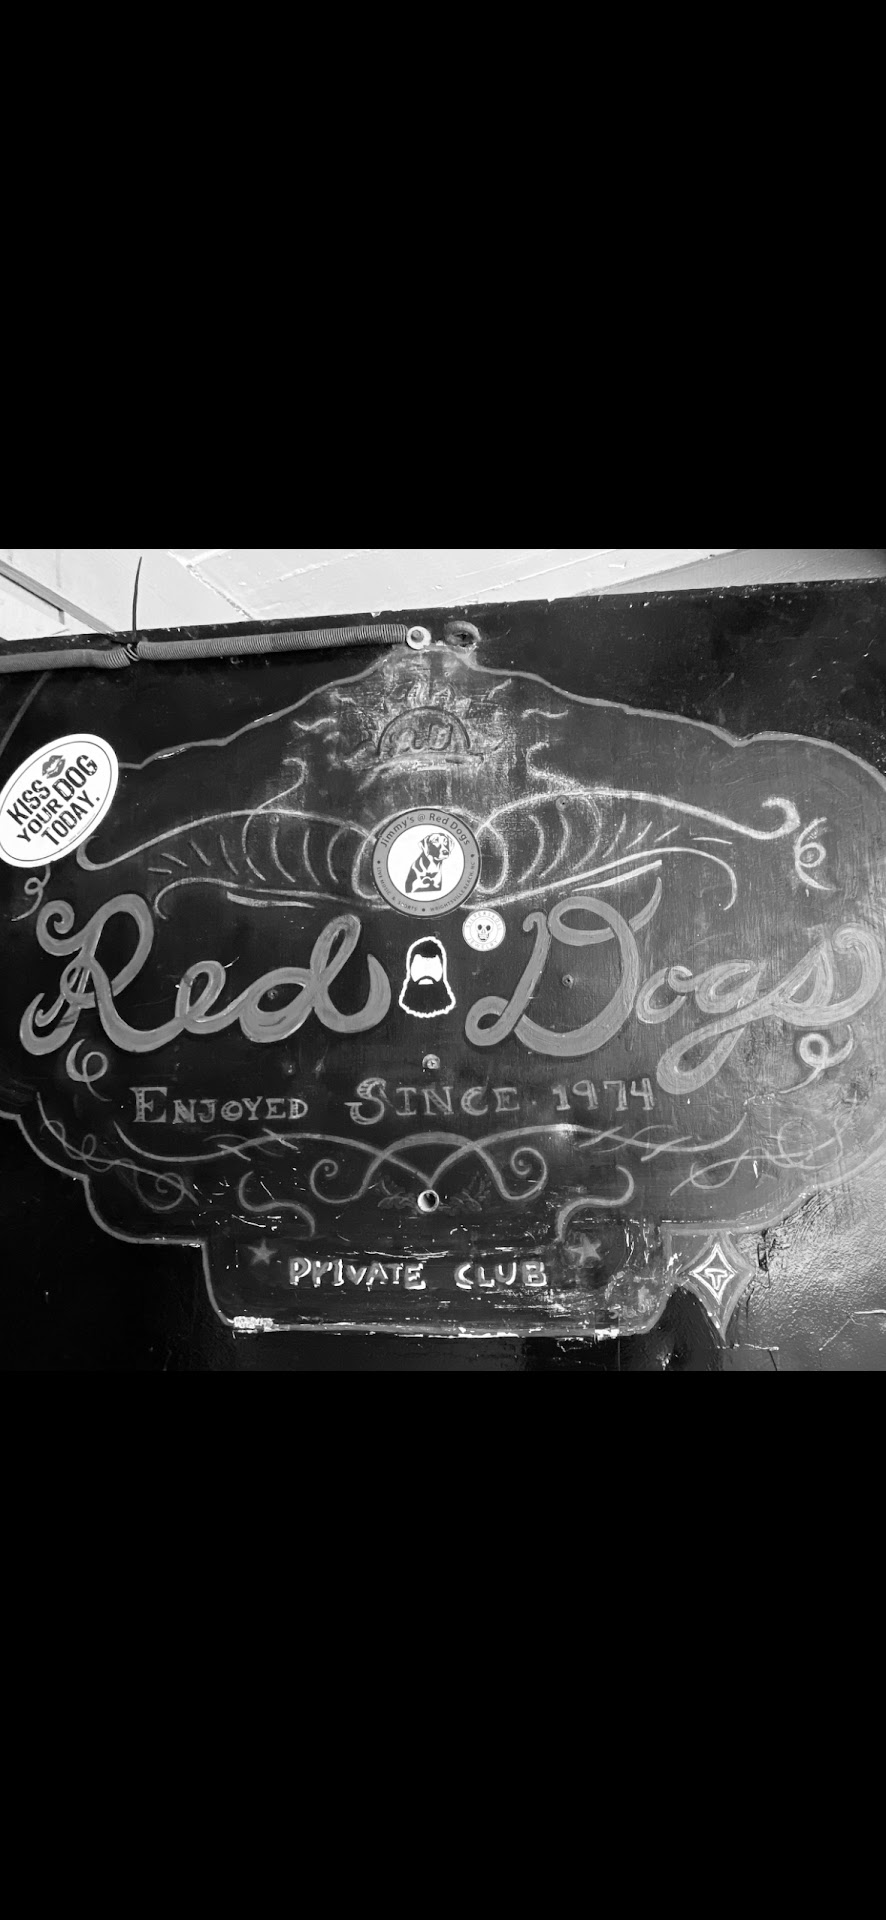 KISS
YOUR DOG
TODAY.
Jimmy's @ Red Dogs
Red Dogs
ENJOYED SINCE 1974
PRIVATE CLUB